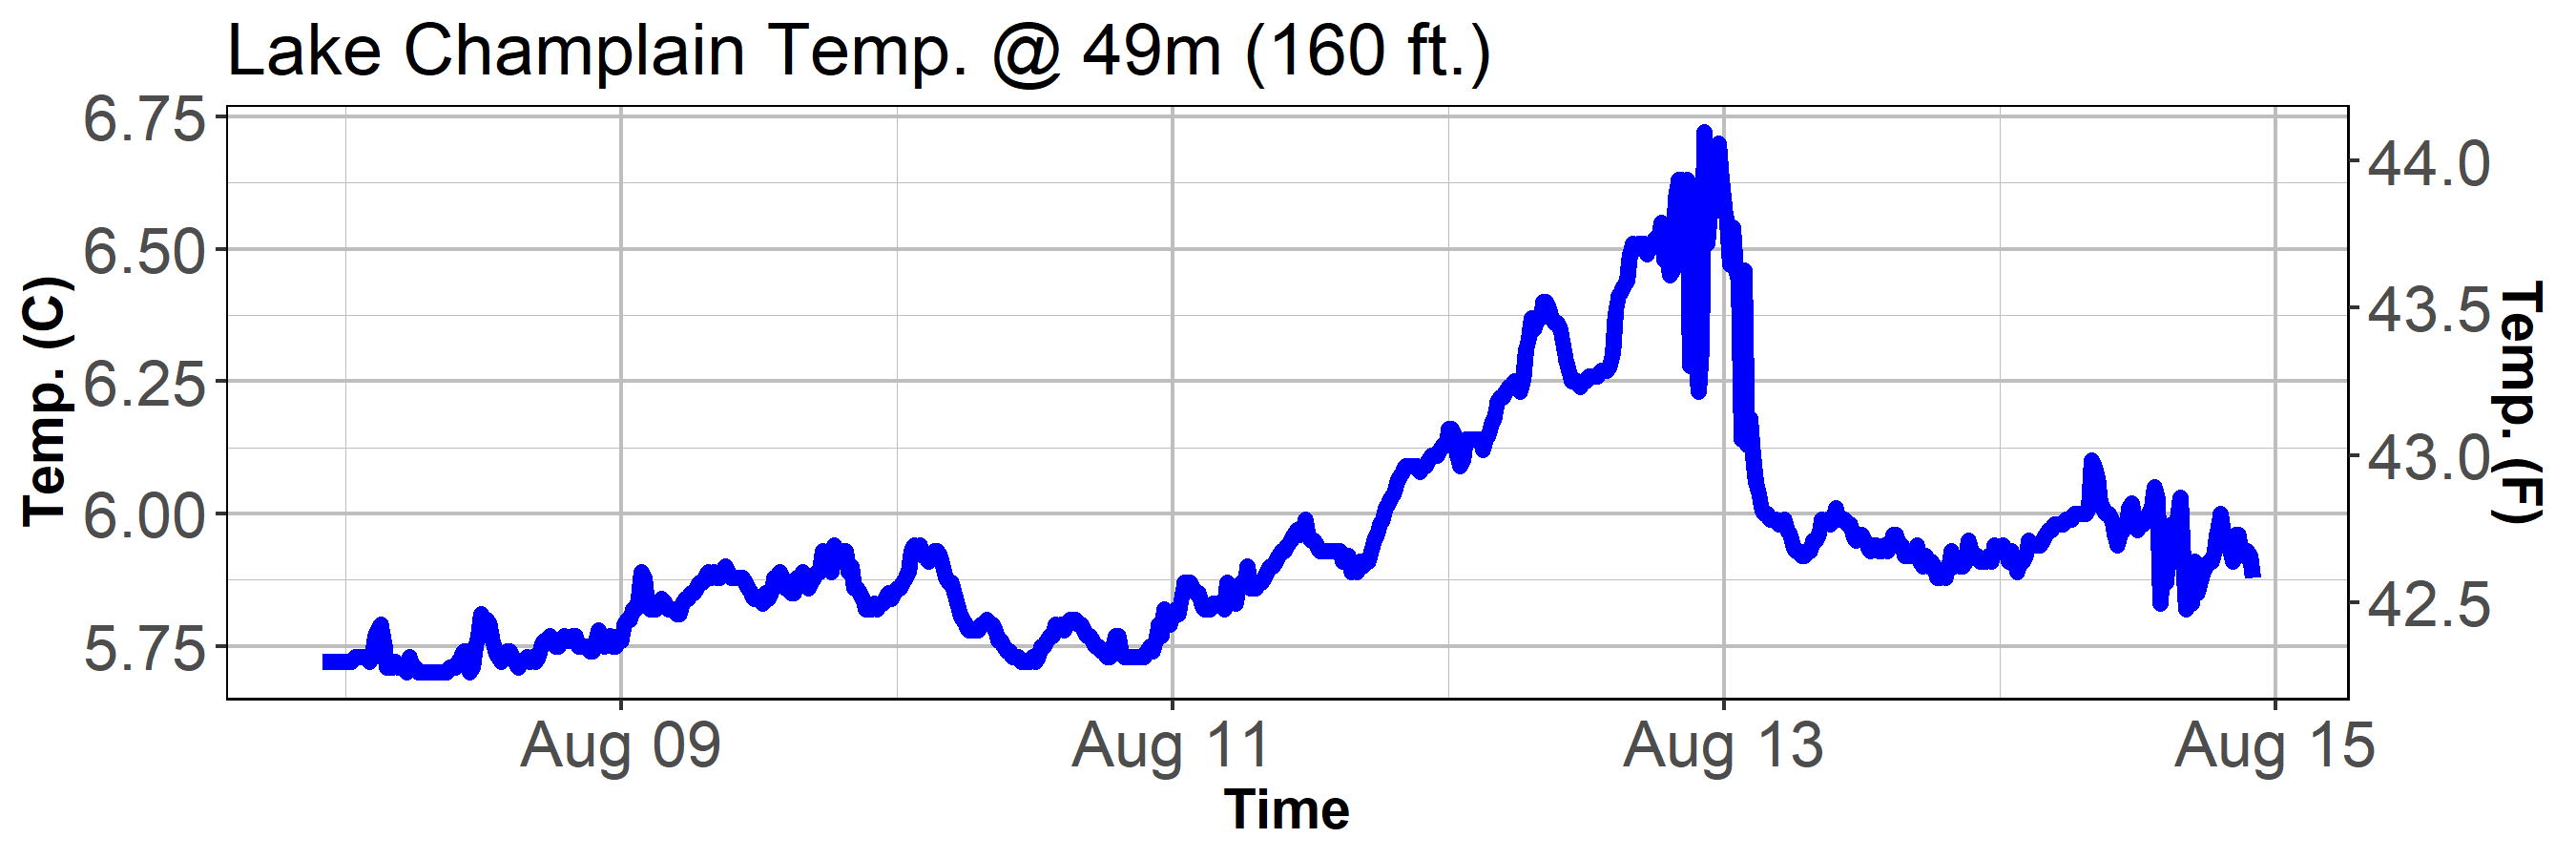 Lake Champlain Temp. @ 49m (160 ft.)
Temp. (C)
6.75
6.50
6.25
6.00
5.75
44.0
43.5
43.0
42.5
Temp. (F)
Aug 09 Aug 11 Aug 13 Aug 15
Time